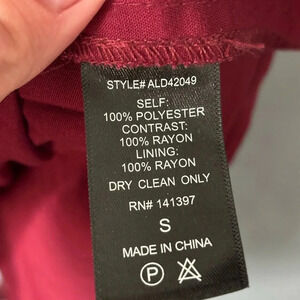 STYLE# ALD42049
SELF:
100% POLYESTER
CONTRAST:
100% RAYON
LINING:
100% RAYON
DRY CLEAN ONLY
RN# 141397
S
MADE IN CHINA
P